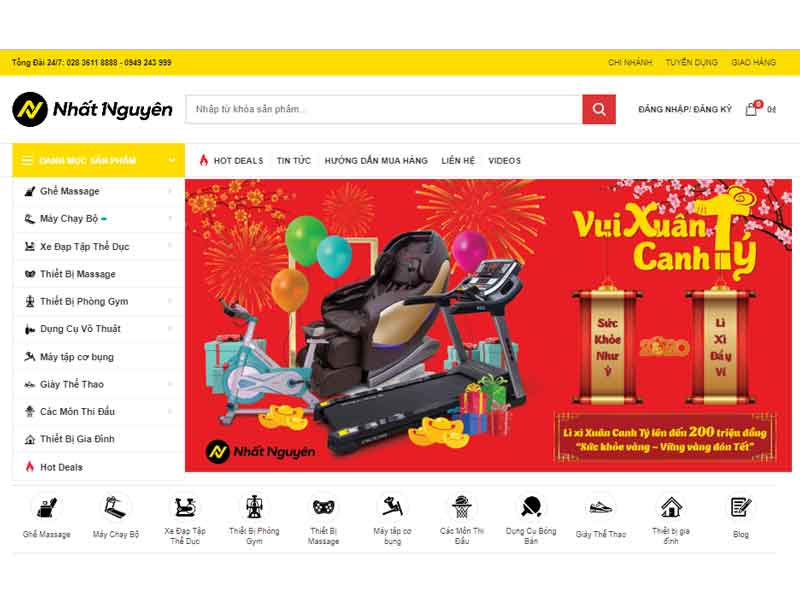 Tổng Đài 24/7: 028 3611 8888 - 0949 243 999
CHI NHÁNH TUYỂN DỤNG GIAO HÀNG
Nhất Nguyên
Nhập từ khóa sản phẩm...
ĐĂNG NHẬP/ ĐĂNG KÝ
0
0₫
DANH MỤC SẢN PHẨM
HOT DEALS TIN TỨC HƯỚNG DẪN MUA HÀNG LIÊN HỆ VIDEOS
Ghế Massage
Máy Chạy Bộ
Xe Đạp Tập Thể Dục
Thiết Bị Massage
Thiết Bị Phòng Gym
Dụng Cụ Võ Thuật
Máy tập cơ bụng
Giày Thể Thao
Các Môn Thi Đấu
Thiết Bị Gia Đình
Hot Deals
Vui Xuân
Canh Tý
Sức
Khỏe
Như
Ý
2020
Lì
Xì
Đầy
Ví
Lì xì Xuân Canh Tý lên đến 200 triệu đồng
"Sức khỏe vàng – Vững vàng đón Tết"
Nhất Nguyên
Ghế Massage
Máy Chạy Bộ
Xe Đạp Tập
Thể Dục
Thiết Bị Phòng
Gym
Thiết Bị
Massage
Máy tập cơ
bụng
Các Môn Thi
Đấu
Dụng Cụ Bóng
Bàn
Giày Thể Thao
Thiết bị gia
đình
Blog